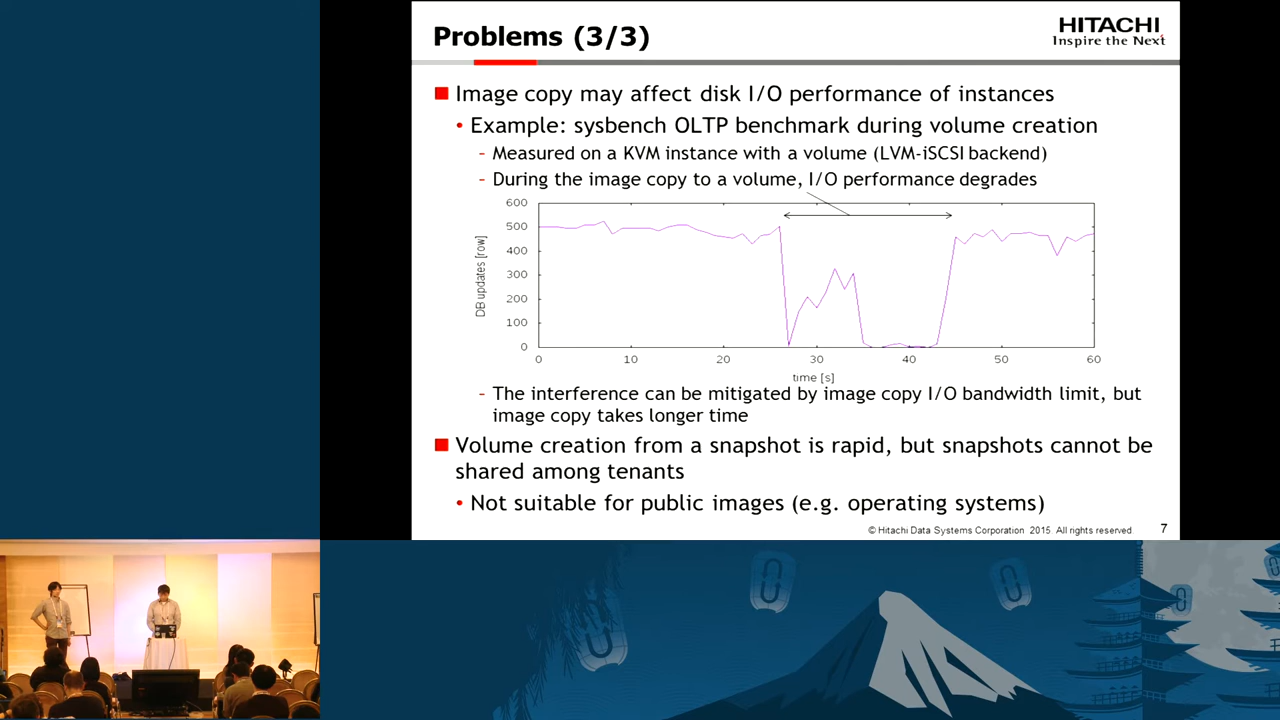 Problems (3/3)
HITACHI
Inspire the Next
Image copy may affect disk I/O performance of instances
• Example: sysbench OLTP benchmark during volume creation
- Measured on a KVM instance with a volume (LVM-iSCSI backend)
- During the image copy to a volume, I/O performance degrades
600
500
400
300
200
100
0
DB updates [row]
0 10 20 30 40 50 60
time [s]
- The interference can be mitigated by image copy I/O bandwidth limit, but
image copy takes longer time
Volume creation from a snapshot is rapid, but snapshots cannot be
shared among tenants
• Not suitable for public images (e.g. operating systems)
© Hitachi Data Systems Corporation 2015. All rights reserved.
7